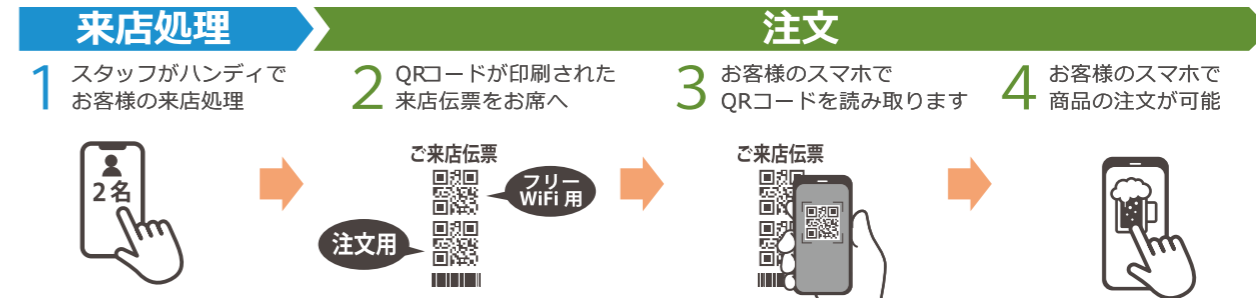 来店処理
注文
1 スタッフがハンディで
お客様の来店処理
2 QRコードが印刷された
来店伝票をお席へ
3 お客様のスマホで
QRコードを読み取ります
4 お客様のスマホで
商品の注文が可能
2名
ご来店伝票
フリー
WiFi 用
注文用
ご来店伝票